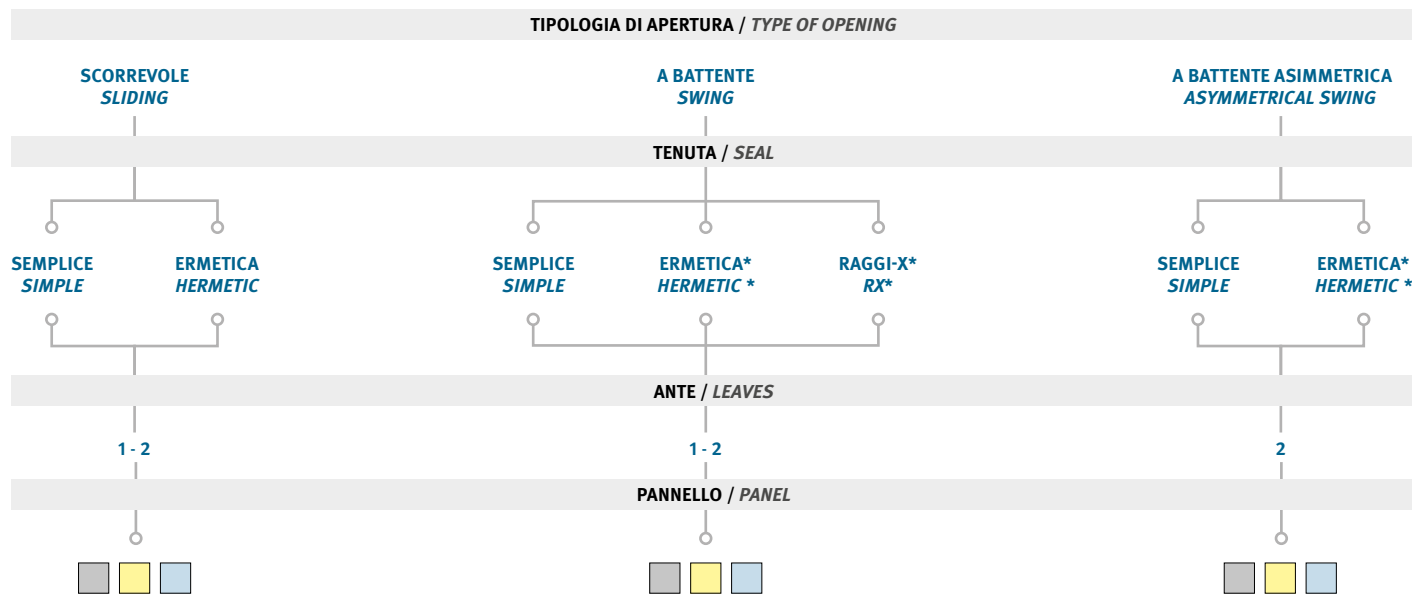 TIPOLOGIA DI APERTURA / TYPE OF OPENING
SCORREVOLE
SLIDING
A BATTENTE
SWING
A BATTENTE ASIMMETRICA
ASYMMETRICAL SWING
TENUTA / SEAL
SEMPLICE
SIMPLE
ERMETICA
HERMETIC
SEMPLICE
SIMPLE
ERMETICA*
HERMETIC *
RAGGI-X*
RX*
SEMPLICE
SIMPLE
ERMETICA*
HERMETIC *
ANTE / LEAVES
1 - 2
1 - 2
2
PANNELLO / PANEL